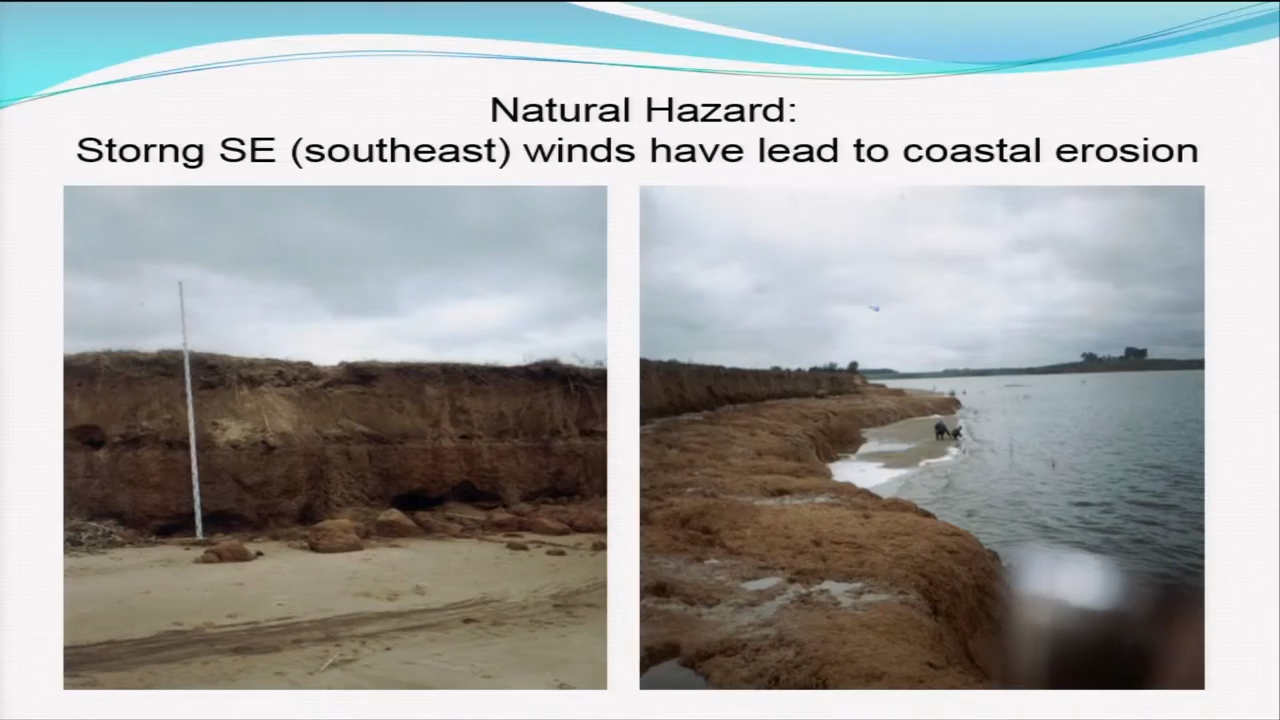 Natural Hazard:
Storng SE (southeast) winds have lead to coastal erosion